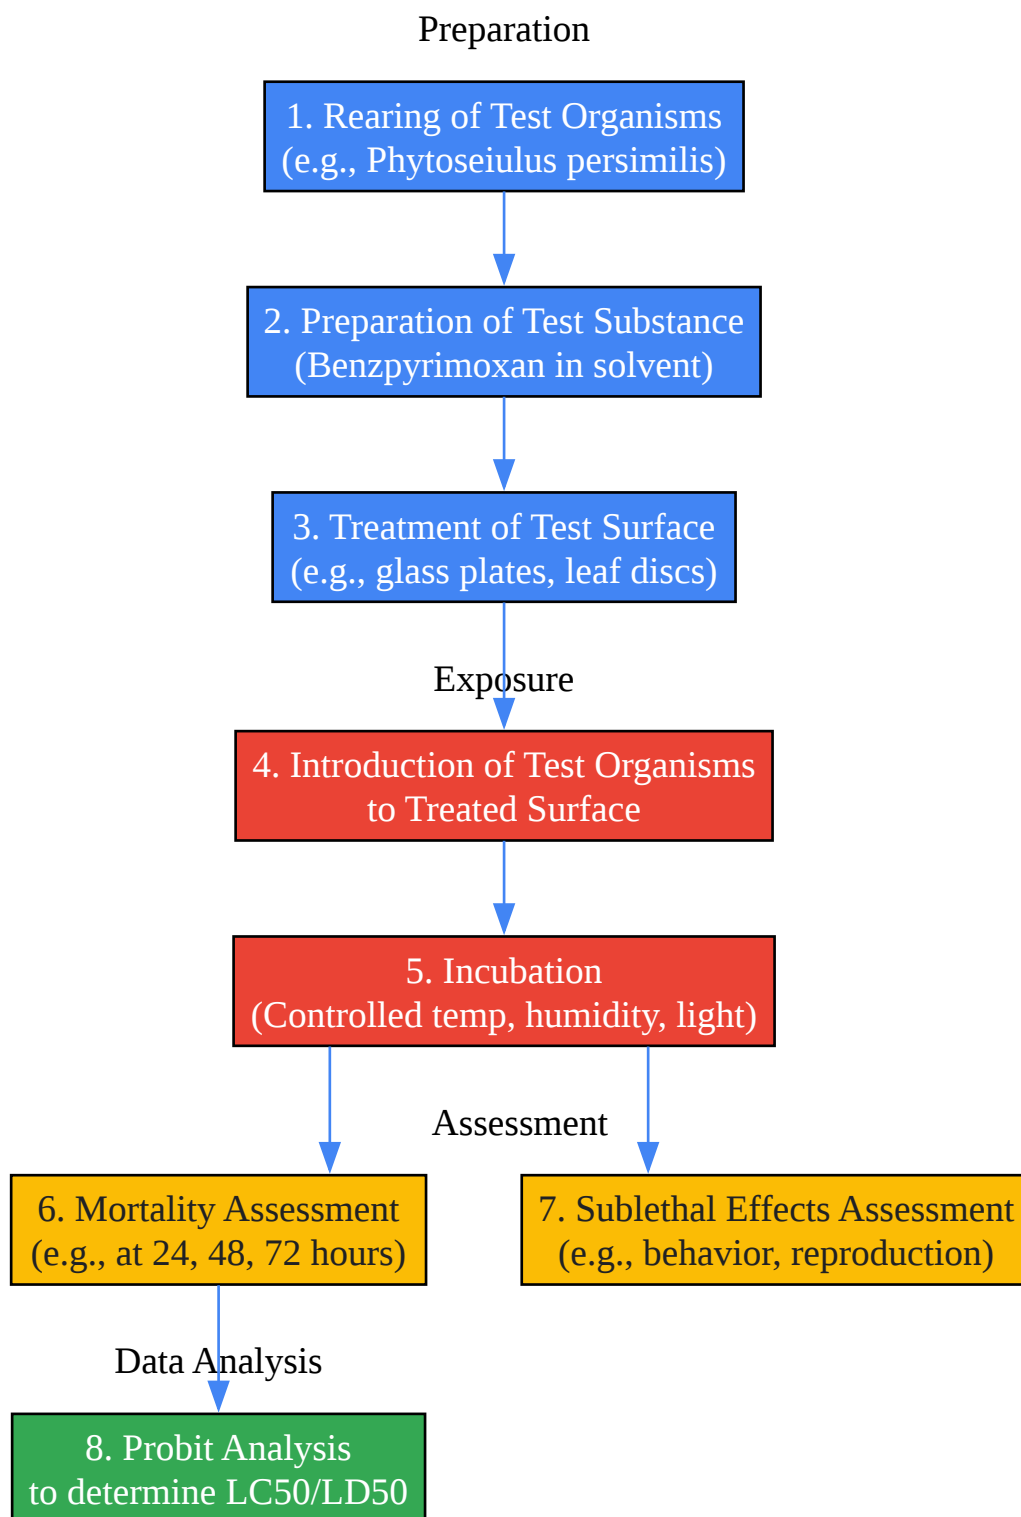 Preparation
1. Rearing of Test Organisms
(e.g., Phytoseiulus persimilis)
2. Preparation of Test Substance
(Benzpyrimoxan in solvent)
3. Treatment of Test Surface
(e.g., glass plates, leaf discs)
Exposure
4. Introduction of Test Organisms
to Treated Surface
5. Incubation
(Controlled temp, humidity, light)
Assessment
6. Mortality Assessment
(e.g., at 24, 48, 72 hours)
7. Sublethal Effects Assessment
(e.g., behavior, reproduction)
Data Analysis
8. Probit Analysis
to determine LC50/LD50